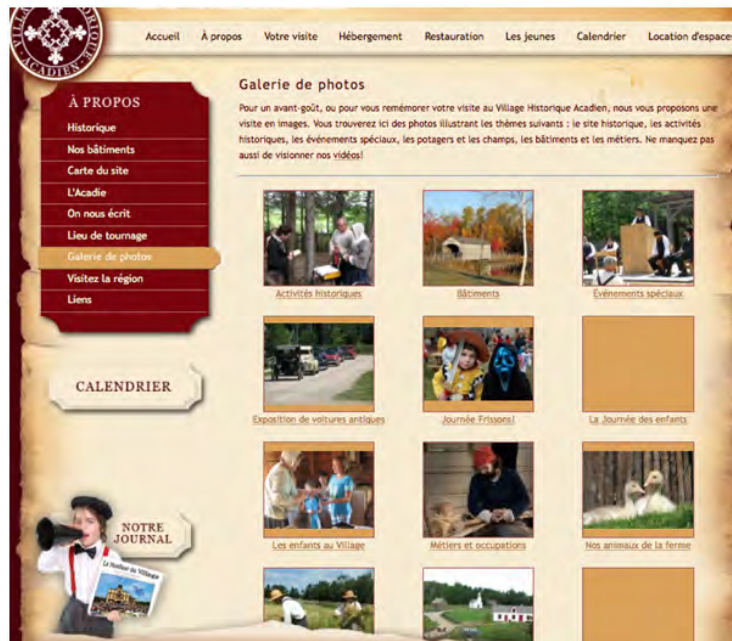 Accueil À propos Votre visite Hébergement Restauration Les jeunes Calendrier Location d'espace
ACADIEN
À PROPOS
Historique
Nos bâtiments
Carte du site
L'Acadie
On nous écrit
Lieu de tournage
Galerie de photos
Visitez la région
Liens
CALENDRIER
NOTRE
JOURNAL
Galerie de photos
Pour un avant-goût, ou pour vous remémorer votre visite au Village Historique Acadien, nous vous proposons une
visite en images. Vous trouverez ici des photos illustrant les thèmes suivants : le site historique, les activités
historiques, les événements spéciaux, les potagers et les champs, les bâtiments et les métiers. Ne manquez pas
aussi de visionner nos vidéos!
Activités historiques Bâtiments Événements spéciaux
Exposition de voitures antiques Journée Frissons! La Journée des enfants
Les enfants au Village Métiers et occupations Nos animaux de la ferme